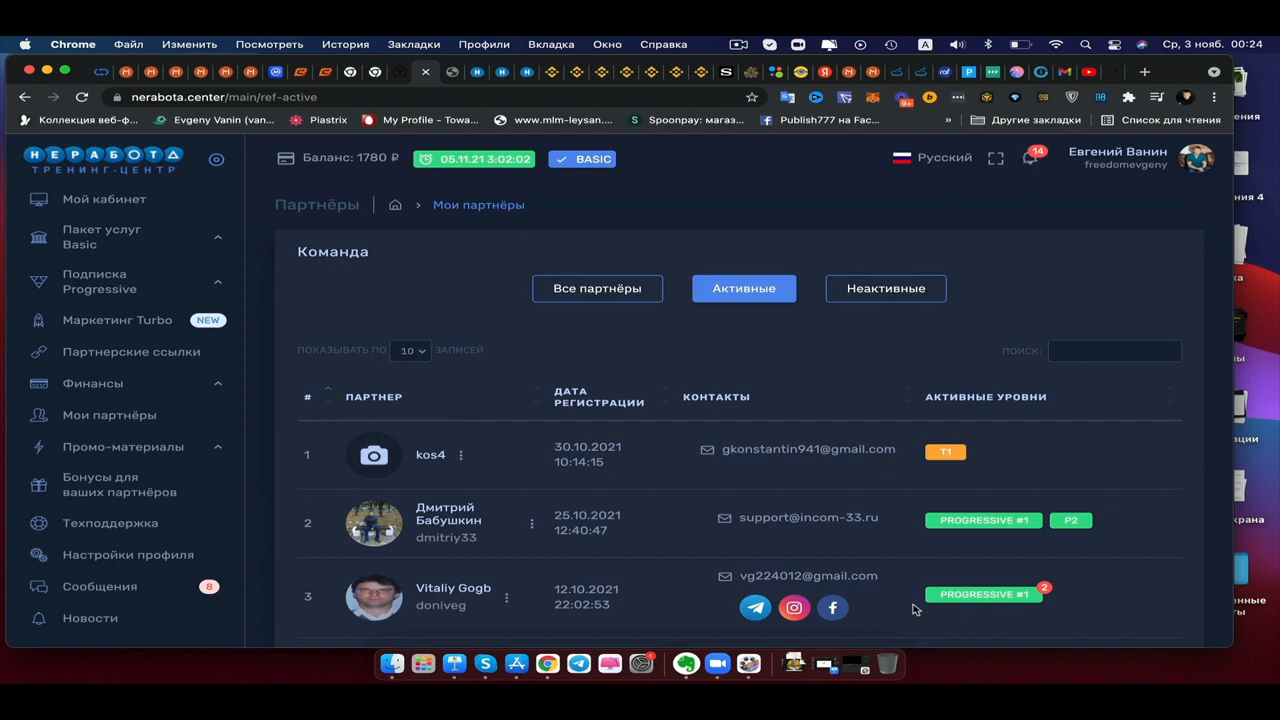 Chrome Файл Изменить Посмотреть История Закладки Профили Вкладка Окно Справка A Ср, 3 нояб. 00:24
nerabota.center/main/ref-active
Коллекция веб-ф... Evgeny Vanin (van... Piastrix My Profile - Towa... www.mlm-leysan... Spoonpay: магаз... Publish777 на Fac... » Другие закладки Список для чтения
НЕРАБОТА
ТРЕНИНГ-ЦЕНТР
Баланс: 1780 ₽ 05.11.21 3:02:02 BASIC Русский 14 Евгений Ванин
freedomevgeny
Мой кабинет
Пакет услуг
Basic
Подписка
Progressive
Маркетинг Turbo NEW
Партнерские ссылки
Финансы
Мои партнёры
Промо-материалы
Бонусы для
ваших партнёров
Техподдержка
Настройки профиля
Сообщения 8
Новости
Партнёры Мои партнёры
Команда
Все партнёры Активные Неактивные
ПОКАЗЫВАТЬ ПО 10 ЗАПИСЕЙ ПОИСК:
# ПАРТНЕР ДАТА РЕГИСТРАЦИИ КОНТАКТЫ АКТИВНЫЕ УРОВНИ
1 kos4 30.10.2021 10:14:15 gkonstantin941@gmail.com T1
2 Дмитрий Бабушкин dmitriy33 25.10.2021 12:40:47 support@incom-33.ru PROGRESSIVE #1 P2
3 Vitaliy Gogb doniveg 12.10.2021 22:02:53 vg224012@gmail.com PROGRESSIVE #1 2